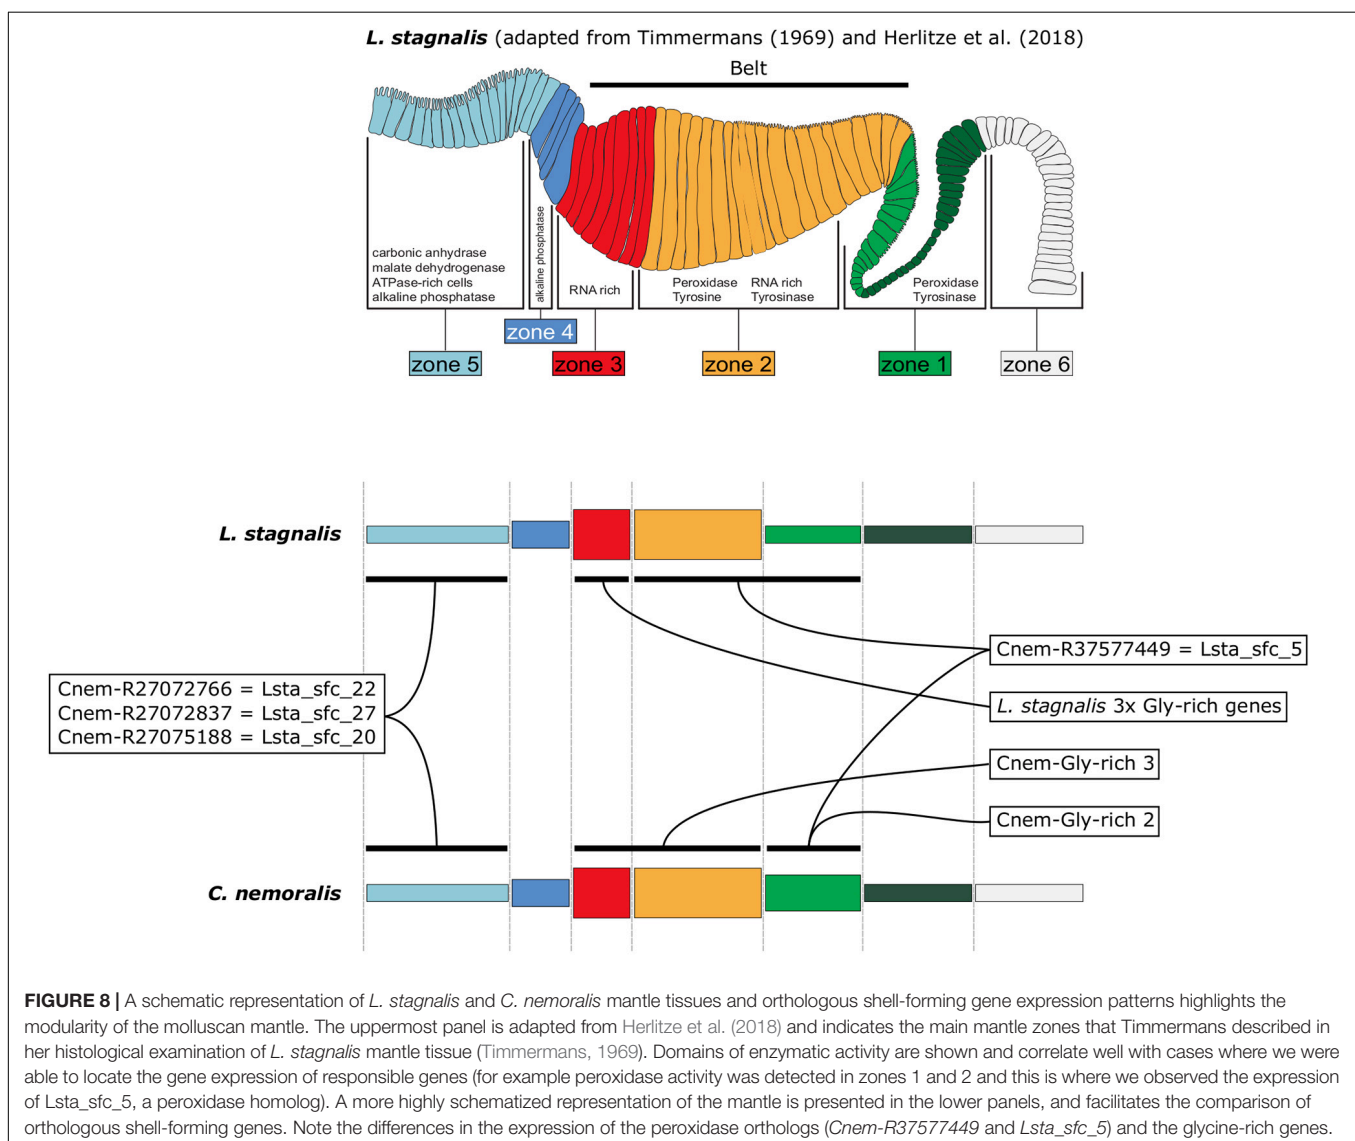 L. stagnalis (adapted from Timmermans (1969) and Herlitze et al. (2018)
Belt
carbonic anhydrase
malate dehydrogenase
ATPase-rich cells
alkaline phosphatase
alkaline phosphatase
RNA rich
Peroxidase
Tyrosine
RNA rich
Tyrosinase
Peroxidase
Tyrosinase
zone 5
zone 4
zone 3
zone 2
zone 1
zone 6
L. stagnalis
Cnem-R27072766 = Lsta_sfc_22
Cnem-R27072837 = Lsta_sfc_27
Cnem-R27075188 = Lsta_sfc_20
Cnem-R37577449 = Lsta_sfc_5
L. stagnalis 3x Gly-rich genes
Cnem-Gly-rich 3
Cnem-Gly-rich 2
C. nemoralis
FIGURE 8 | A schematic representation of L. stagnalis and C. nemoralis mantle tissues and orthologous shell-forming gene expression patterns highlights the
modularity of the molluscan mantle. The uppermost panel is adapted from Herlitze et al. (2018) and indicates the main mantle zones that Timmermans described in
her histological examination of L. stagnalis mantle tissue (Timmermans, 1969). Domains of enzymatic activity are shown and correlate well with cases where we were
able to locate the gene expression of responsible genes (for example peroxidase activity was detected in zones 1 and 2 and this is where we observed the expression
of Lsta_sfc_5, a peroxidase homolog). A more highly schematized representation of the mantle is presented in the lower panels, and facilitates the comparison of
orthologous shell-forming genes. Note the differences in the expression of the peroxidase orthologs (Cnem-R37577449 and Lsta_sfc_5) and the glycine-rich genes.